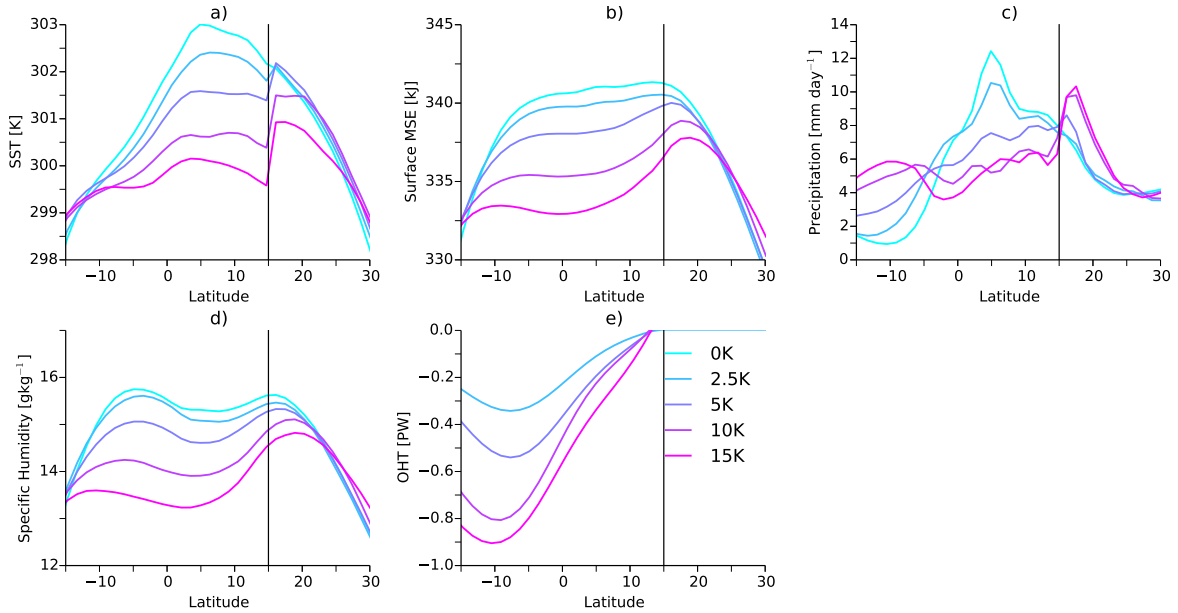 a)
303
302
301
300
299
298
SST [K]
−10 0 10 20 30
Latitude
b)
345
340
335
330
Surface MSE [kJ]
−10 0 10 20 30
Latitude
c)
14
12
10
8
6
4
2
0
Precipitation [mm day⁻¹]
−10 0 10 20 30
Latitude
d)
16
14
12
Specific Humidity [gkg⁻¹]
−10 0 10 20 30
Latitude
e)
0.0
−0.2
−0.4
−0.6
−0.8
−1.0
OHT [PW]
−10 0 10 20 30
Latitude
0K
2.5K
5K
10K
15K